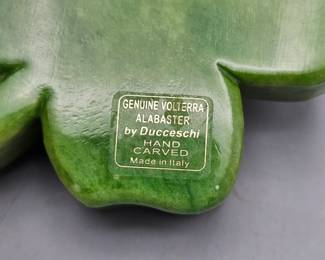 GENUINE VOLTERRA
ALABASTER
by Ducceschi
HAND
CARVED
Made in Italy